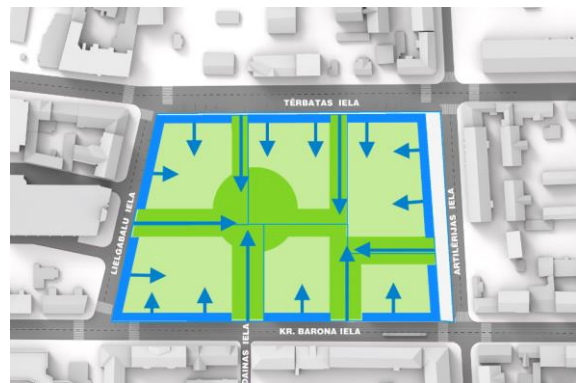 TĒRBATAS IELA
LIELGABALU IELA
ARTILĒRIJAS IELA
KR. BARONA IELA
DAINAS IELA